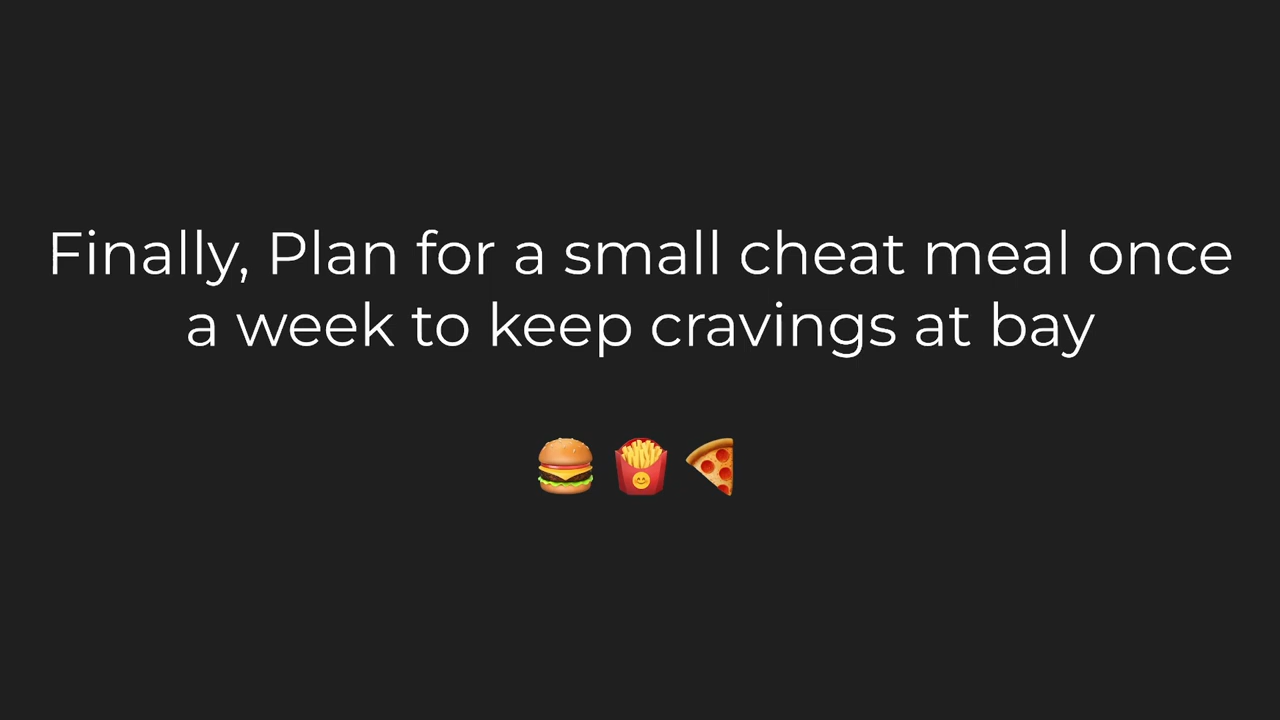 Finally, Plan for a small cheat meal once
a week to keep cravings at bay
🍔 🍟 🍕